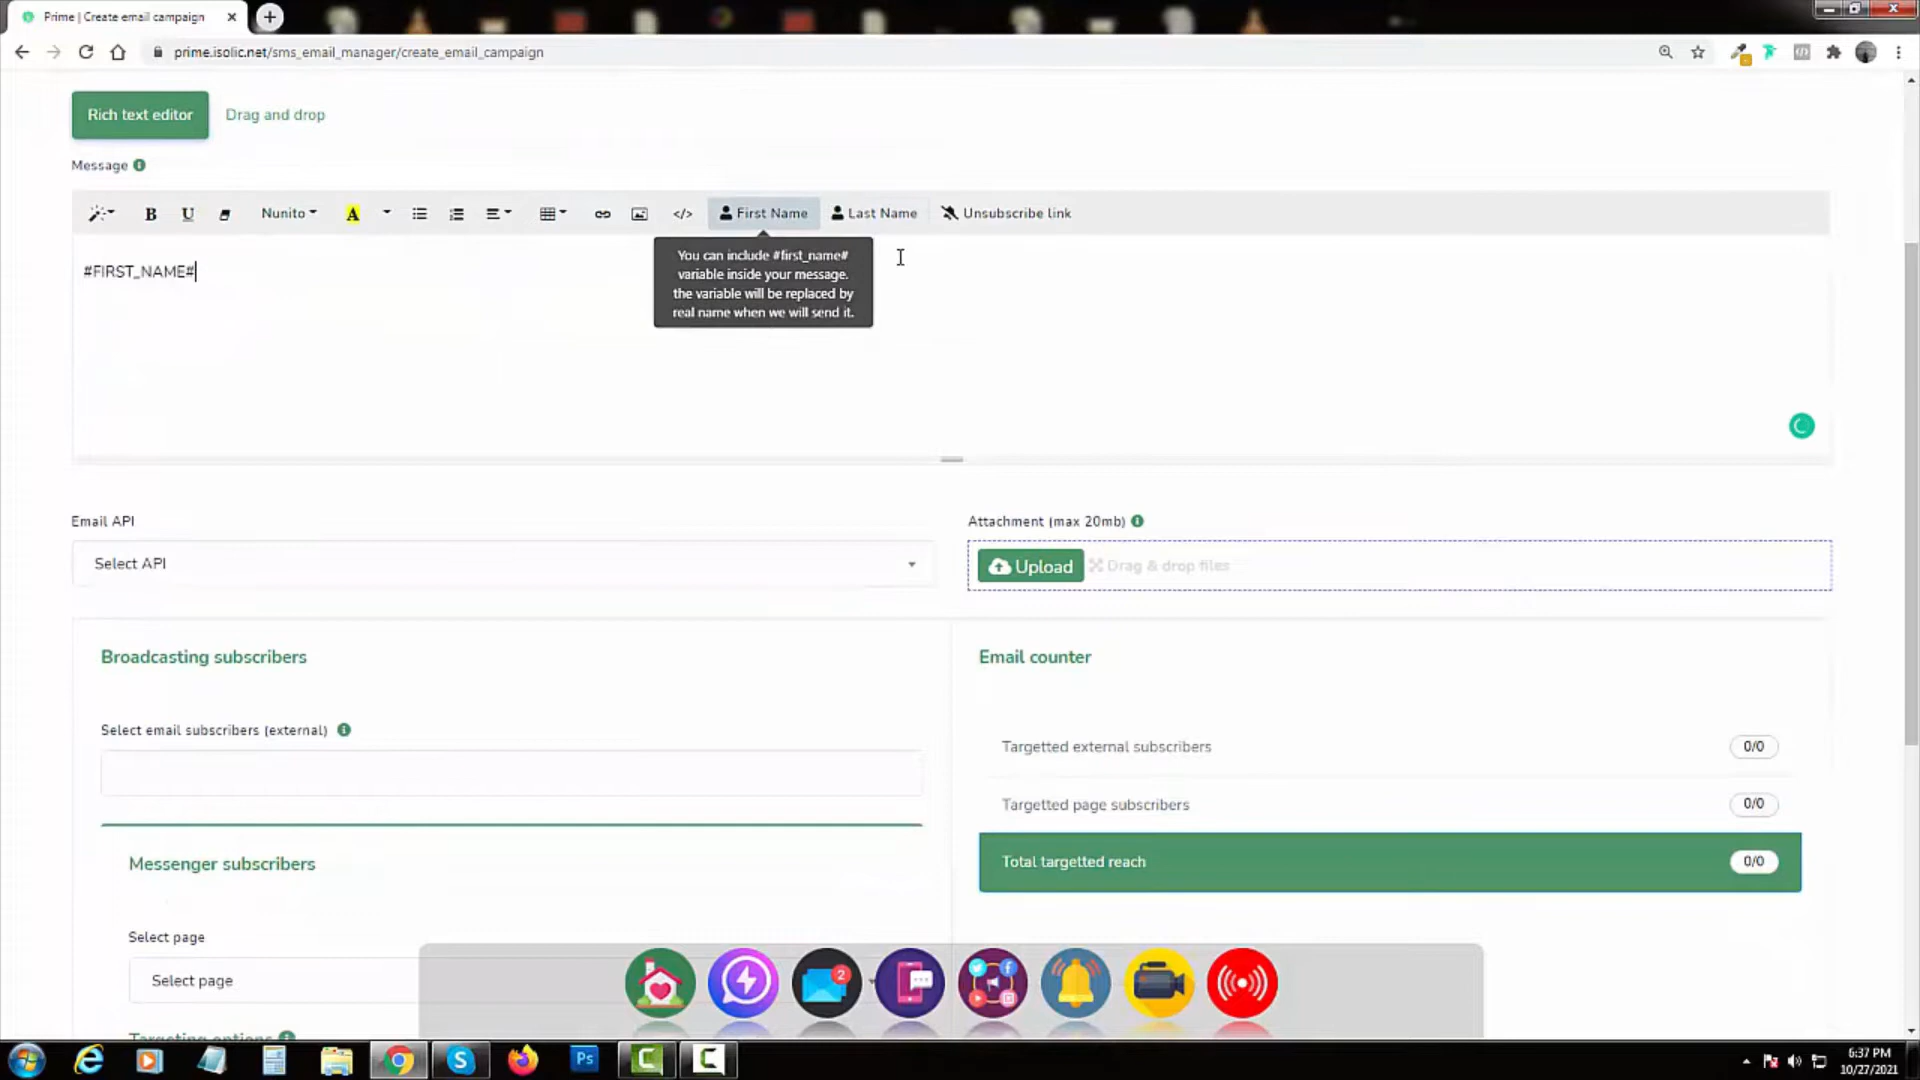 Prime | Create email campaign
prime.isolic.net/sms_email_manager/create_email_campaign
Rich text editor
Drag and drop
Message
B
U
Nunito
A
</>
First Name
Last Name
Unsubscribe link
You can include #first_name#
variable inside your message.
the variable will be replaced by
real name when we will send it.
#FIRST_NAME#
Email API
Attachment (max 20mb)
Select API
Upload
Drag & drop files
Broadcasting subscribers
Email counter
Select email subscribers (external)
Targetted external subscribers
0/0
Targetted page subscribers
0/0
Messenger subscribers
Total targetted reach
0/0
Select page
Select page
2
Targeting options
Ps
6:37 PM
10/27/2021